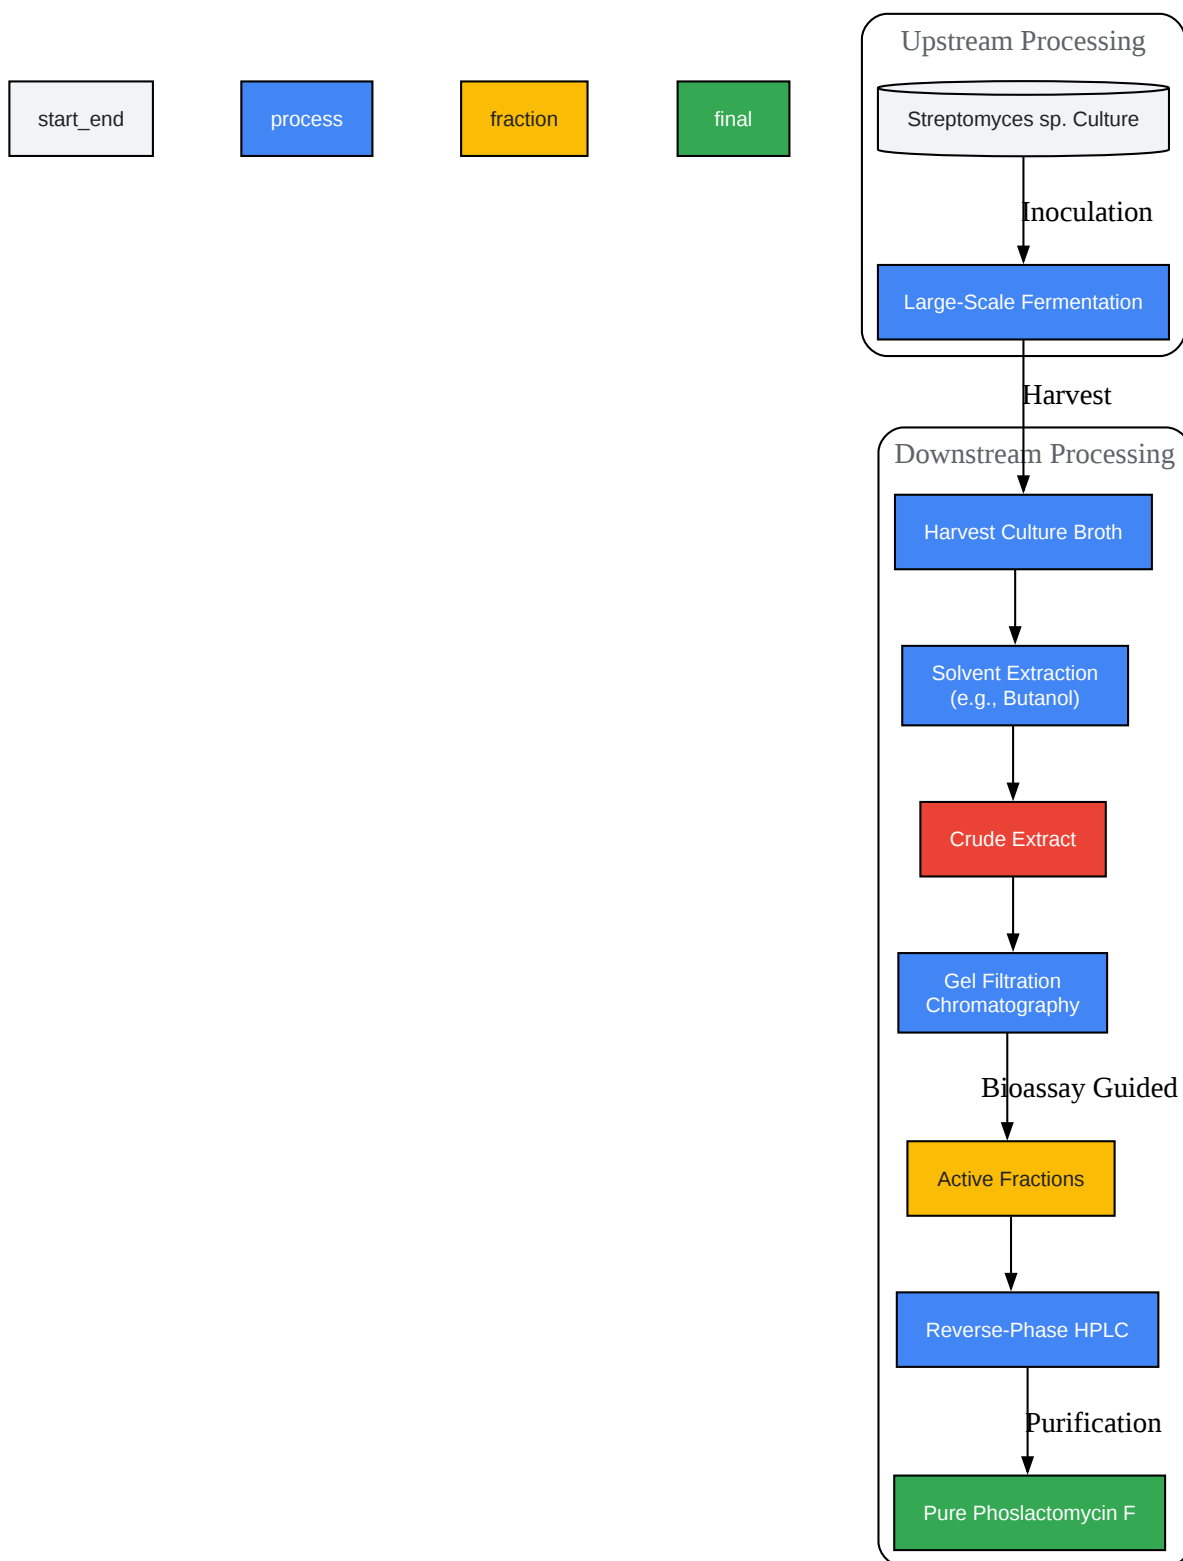 Upstream Processing
start_end
process
fraction
final
Streptomyces sp. Culture
Inoculation
Large-Scale Fermentation
Harvest
Downstream Processing
Harvest Culture Broth
Solvent Extraction
(e.g., Butanol)
Crude Extract
Gel Filtration
Chromatography
Bioassay Guided
Active Fractions
Reverse-Phase HPLC
Purification
Pure Phoslactomycin F